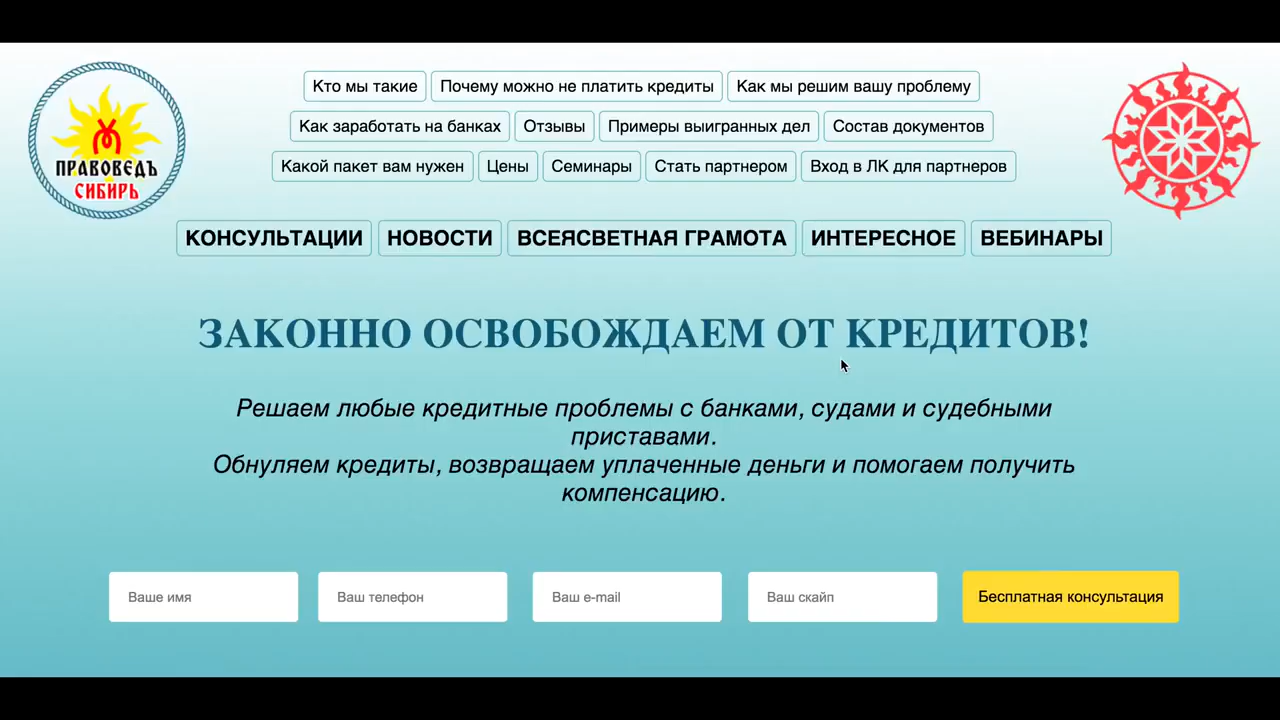 Кто мы такие
Почему можно не платить кредиты
Как мы решим вашу проблему
Как заработать на банках
Отзывы
Примеры выигранных дел
Состав документов
Какой пакет вам нужен
Цены
Семинары
Стать партнером
Вход в ЛК для партнеров
ПРАВОВЕДЪ
СИБИРЬ
КОНСУЛЬТАЦИИ
НОВОСТИ
ВСЕЯСВЕТНАЯ ГРАМОТА
ИНТЕРЕСНОЕ
ВЕБИНАРЫ
ЗАКОННО ОСВОБОЖДАЕМ ОТ КРЕДИТОВ!
Решаем любые кредитные проблемы с банками, судами и судебными
приставами.
Обнуляем кредиты, возвращаем уплаченные деньги и помогаем получить
компенсацию.
Ваше имя
Ваш телефон
Ваш e-mail
Ваш скайп
Бесплатная консультация